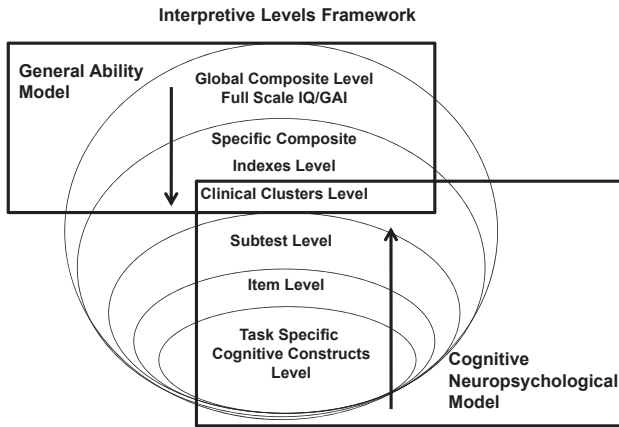 Interpretive Levels Framework
General Ability
Model
Global Composite Level
Full Scale IQ/GAI
Specific Composite
Indexes Level
Clinical Clusters Level
Subtest Level
Item Level
Task Specific
Cognitive Constructs
Level
Cognitive
Neuropsychological
Model